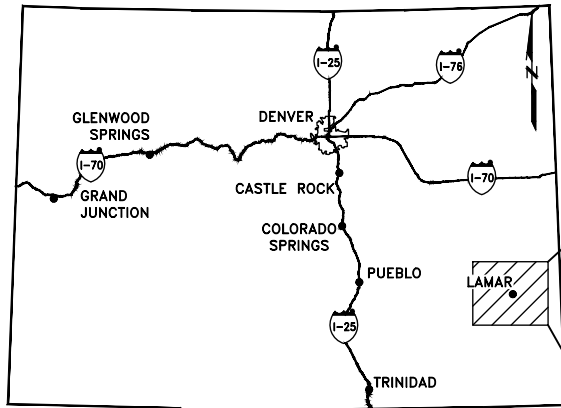 I-25
I-76
N
DENVER
GLENWOOD
SPRINGS
I-70
GRAND
JUNCTION
CASTLE ROCK
I-70
COLORADO
SPRINGS
PUEBLO
LAMAR
I-25
TRINIDAD